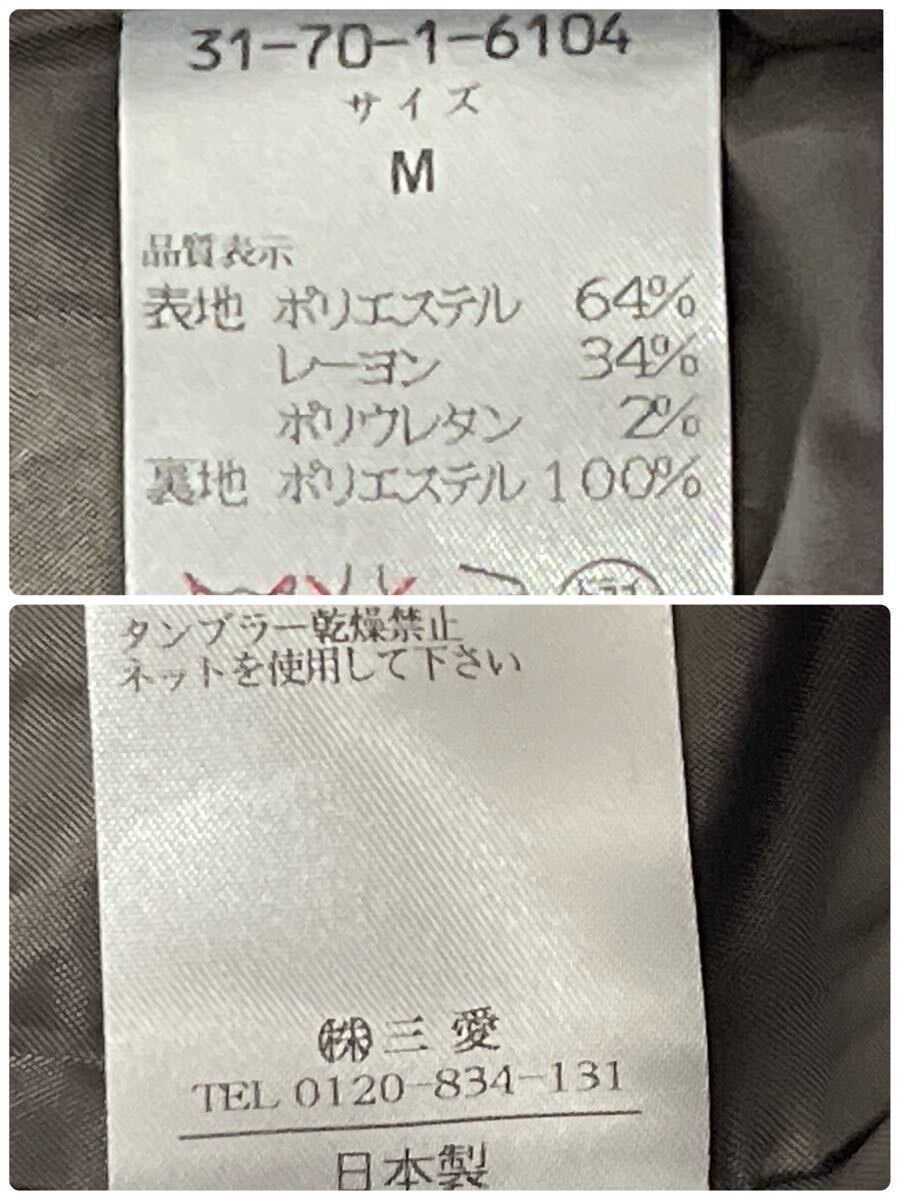 31-70-1-6104
サイズ
M
品質表示
表地 ポリエステル 64%
レーヨン 34%
ポリウレタン 2%
裏地 ポリエステル 100%
ドライ
タンブラー乾燥禁止
ネットを使用して下さい
㈱三愛
TEL 0120-834-131
日本製